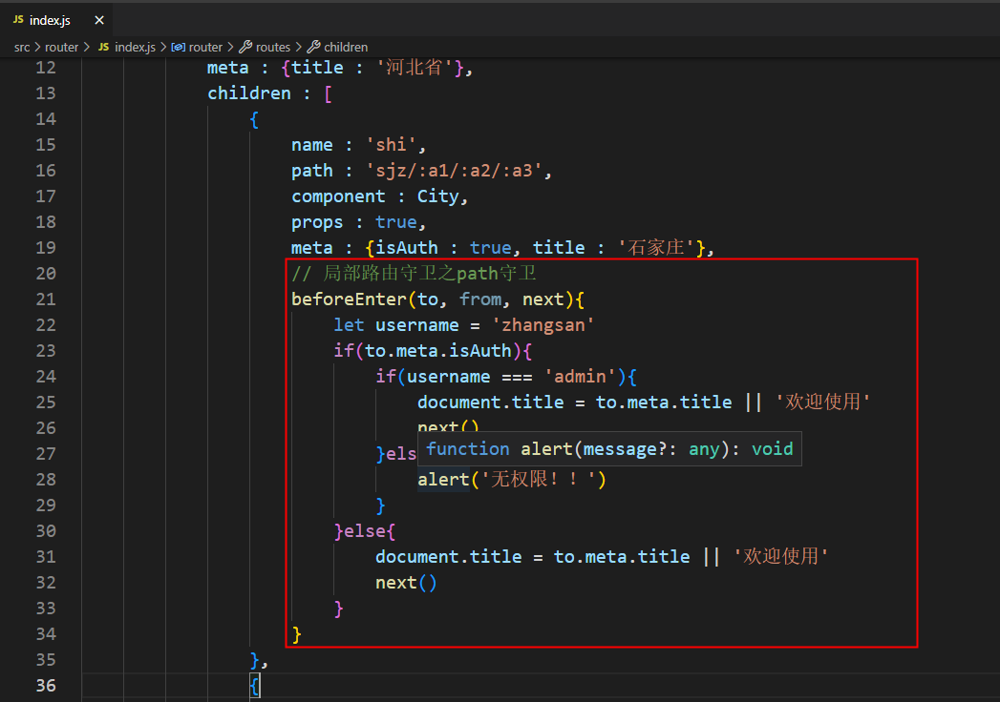 JS index.js ×
src > router > JS index.js > router > routes > children
12 meta : {title : '河北省'},
13 children : [
14 {
15 name : 'shi',
16 path : 'sjz/:a1/:a2/:a3',
17 component : City,
18 props : true,
19 meta : {isAuth : true, title : '石家庄'},
20 // 局部路由守卫之path守卫
21 beforeEnter(to, from, next){
22 let username = 'zhangsan'
23 if(to.meta.isAuth){
24 if(username === 'admin'){
25 document.title = to.meta.title || '欢迎使用'
26 next()
function alert(message?: any): void
27 }els
28 alert('无权限！！')
29 }
30 }else{
31 document.title = to.meta.title || '欢迎使用'
32 next()
33 }
34 }
35 },
36 {